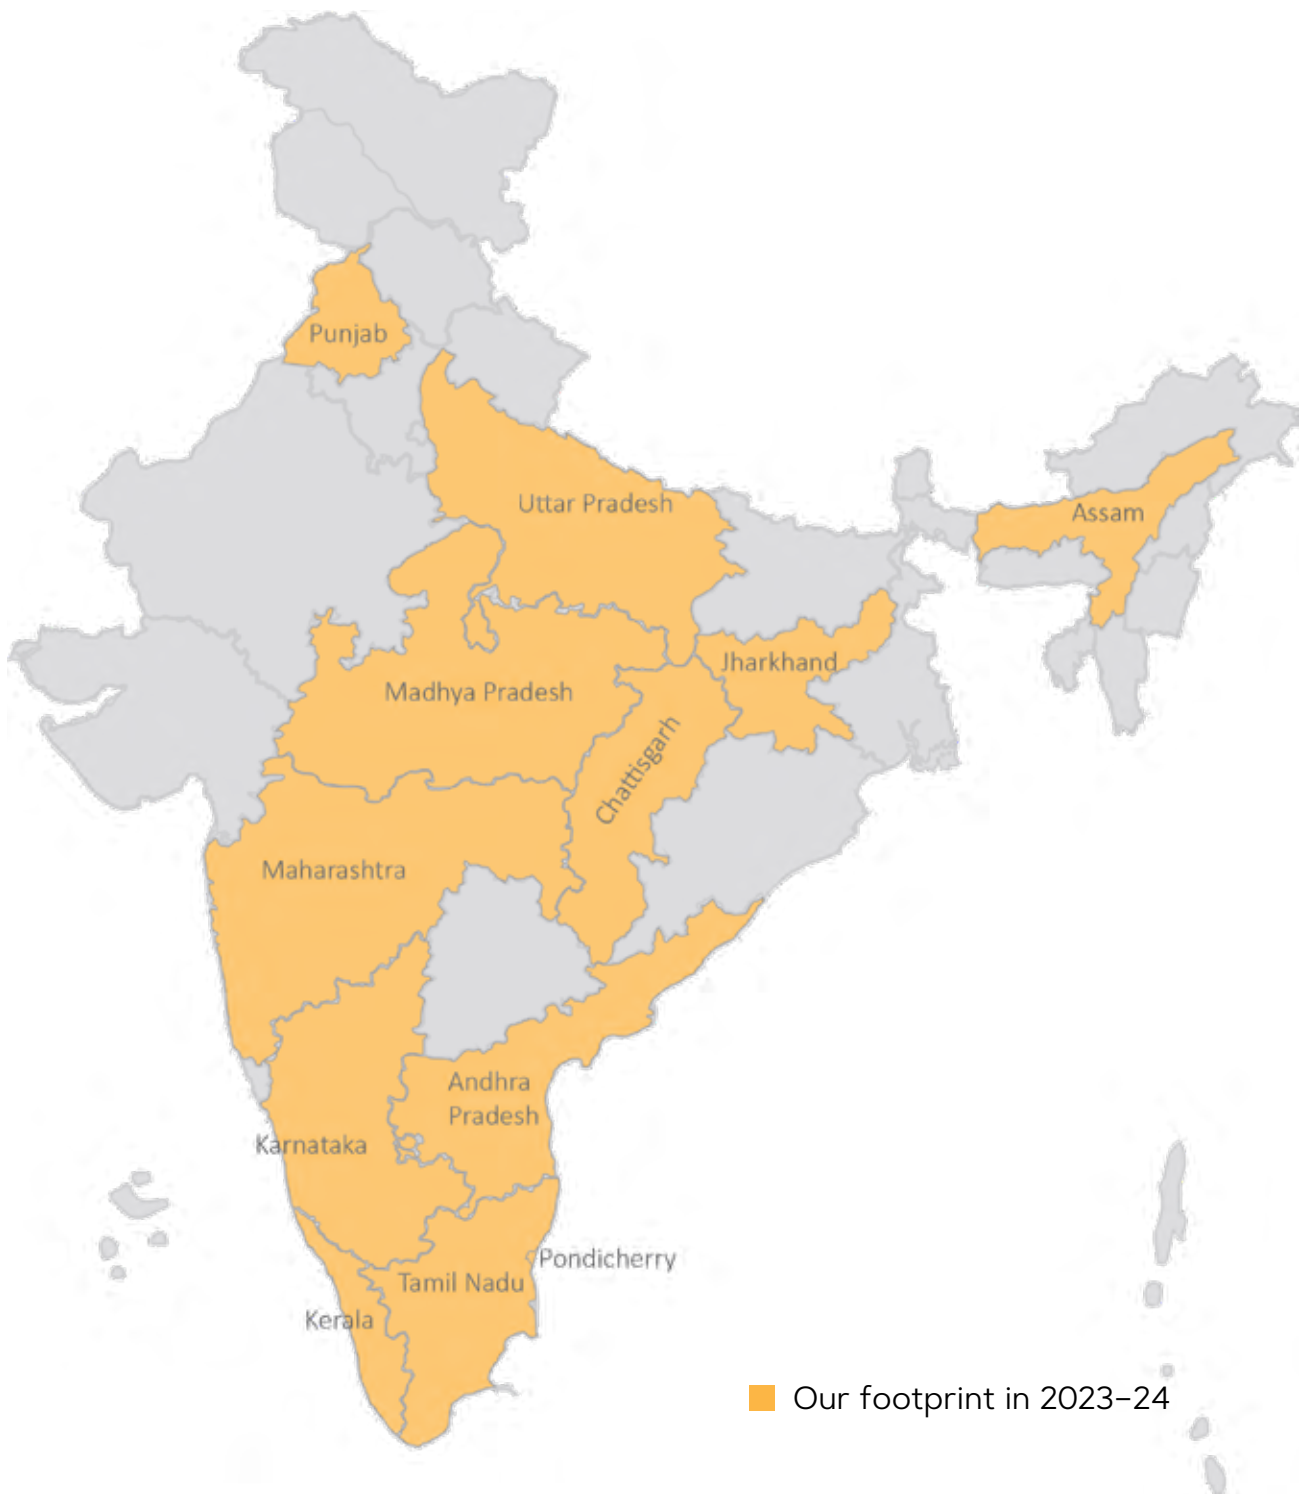 Punjab
Uttar Pradesh
Assam
Jharkhand
Madhya Pradesh
Chattisgarh
Maharashtra
Andhra
Pradesh
Karnataka
Pondicherry
Tamil Nadu
Kerala
Our footprint in 2023–24